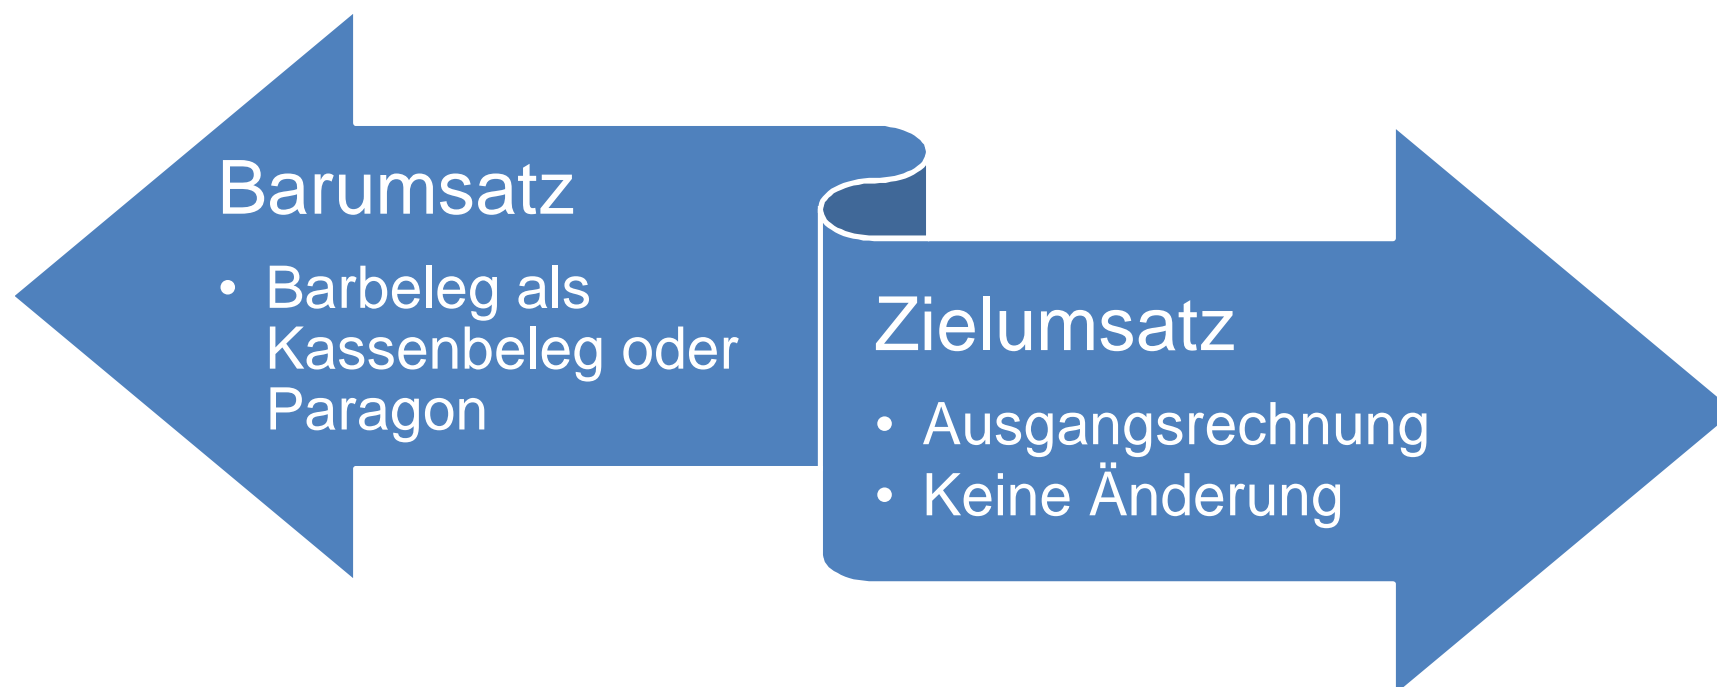 Barumsatz
• Barbeleg als
Kassenbeleg oder
Paragon
Zielumsatz
• Ausgangsrechnung
• Keine Änderung